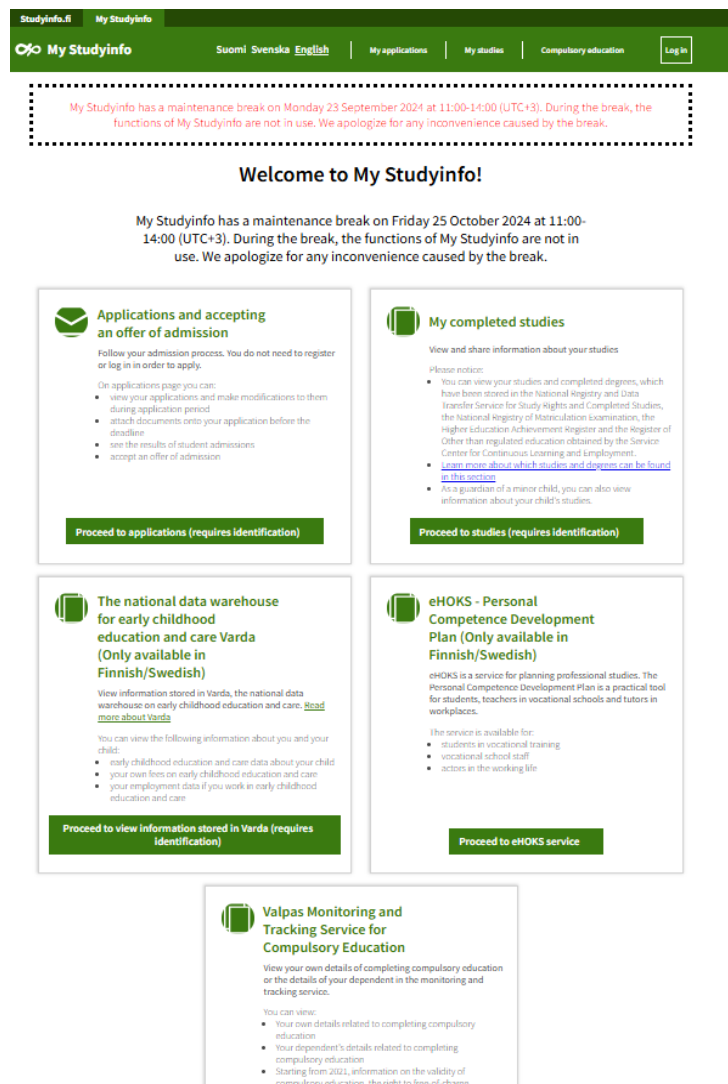 Studyinfo.fi My Studyinfo
My Studyinfo Suomi Svenska English My applications My studies Compulsory education Log in
My Studyinfo has a maintenance break on Monday 23 September 2024 at 11:00-14:00 (UTC+3). During the break, the
functions of My Studyinfo are not in use. We apologize for any inconvenience caused by the break.
Welcome to My Studyinfo!
My Studyinfo has a maintenance break on Friday 25 October 2024 at 11:00-
14:00 (UTC+3). During the break, the functions of My Studyinfo are not in
use. We apologize for any inconvenience caused by the break.
Applications and accepting
an offer of admission
Follow your admission process. You do not need to register
or log in in order to apply.
On applications page you can:
view your applications and make modifications to them
during application period
attach documents onto your application before the
deadline
see the results of student admissions
accept an offer of admission
Proceed to applications (requires identification)
My completed studies
View and share information about your studies
Please notice:
You can view your studies and completed degrees, which
have been stored in the National Registry and Data
Transfer Service for Study Rights and Completed Studies,
the National Registry of Matriculation Examination, the
Higher Education Achievement Register and the Register of
Other than regulated education obtained by the Service
Center for Continuous Learning and Employment.
Learn more about which studies and degrees can be found
in this section
As a guardian of a minor child, you can also view
information about your child's studies.
Proceed to studies (requires identification)
The national data warehouse
for early childhood
education and care Varda
(Only available in
Finnish/Swedish)
View information stored in Varda, the national data
warehouse on early childhood education and care. Read
more about Varda
You can view the following information about you and your
child:
early childhood education and care data about your child
your own fees on early childhood education and care
your employment data if you work in early childhood
education and care
Proceed to view information stored in Varda (requires
identification)
eHOKS - Personal
Competence Development
Plan (Only available in
Finnish/Swedish)
eHOKS is a service for planning professional studies. The
Personal Competence Development Plan is a practical tool
for students, teachers in vocational schools and tutors in
workplaces.
The service is available for:
students in vocational training
vocational school staff
actors in the working life
Proceed to eHOKS service
Valpas Monitoring and
Tracking Service for
Compulsory Education
View your own details of completing compulsory education
or the details of your dependent in the monitoring and
tracking service.
You can view:
Your own details related to completing compulsory
education
Your dependent's details related to completing
compulsory education
Starting from 2021, information on the validity of
compulsory education, the right to free-of-charge